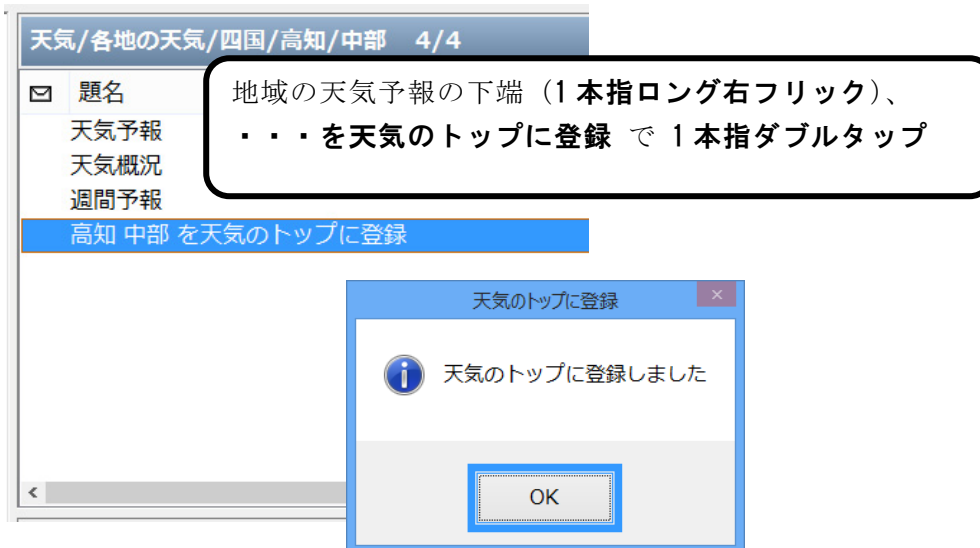 天気/各地の天気/四国/高知/中部 4/4
題名
地域の天気予報の下端（1本指ロング右フリック）、
・・・を天気のトップに登録 で 1本指ダブルタップ
天気予報
天気概況
週間予報
高知 中部 を天気のトップに登録
天気のトップに登録
天気のトップに登録しました
OK